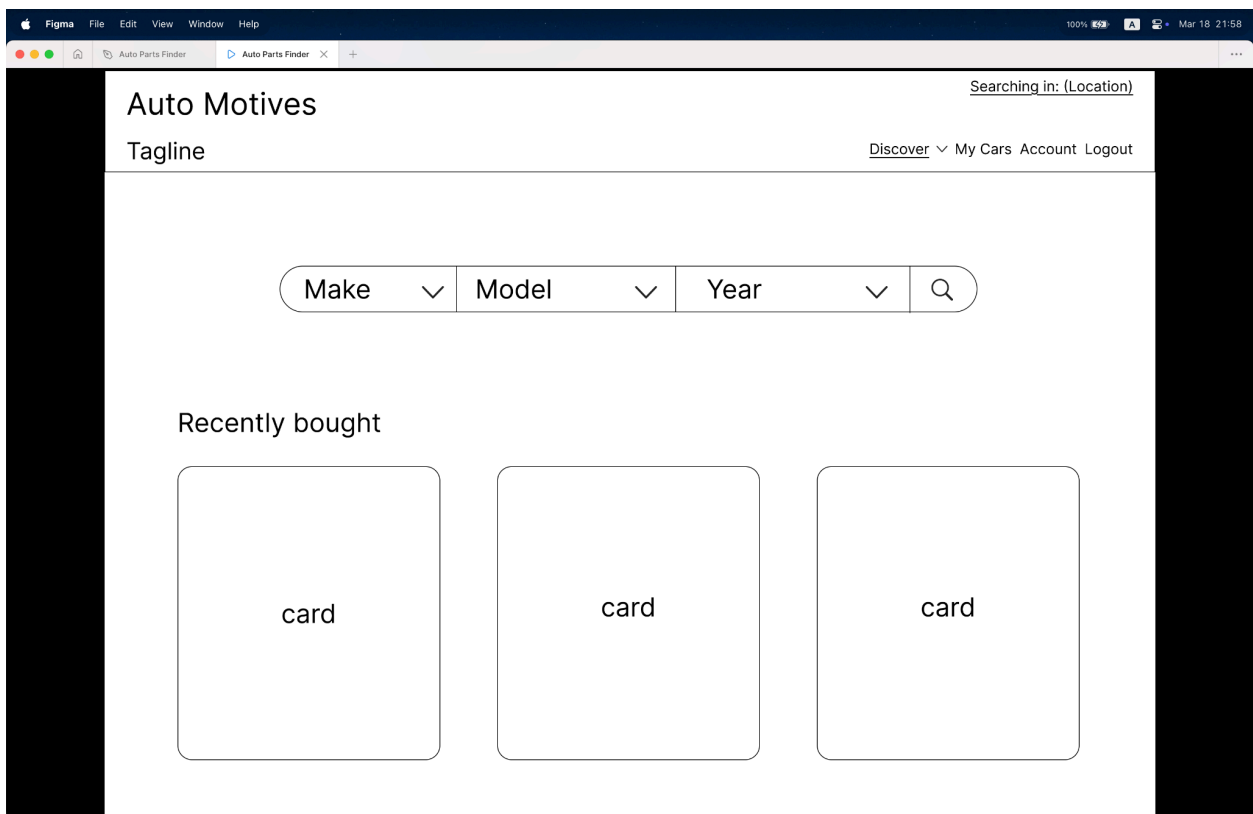 Figma File Edit View Window Help 100% A Mar 18 21:58
Auto Parts Finder Auto Parts Finder
Searching in: (Location)
Auto Motives
Tagline
Discover My Cars Account Logout
Make Model Year
Recently bought
card card card